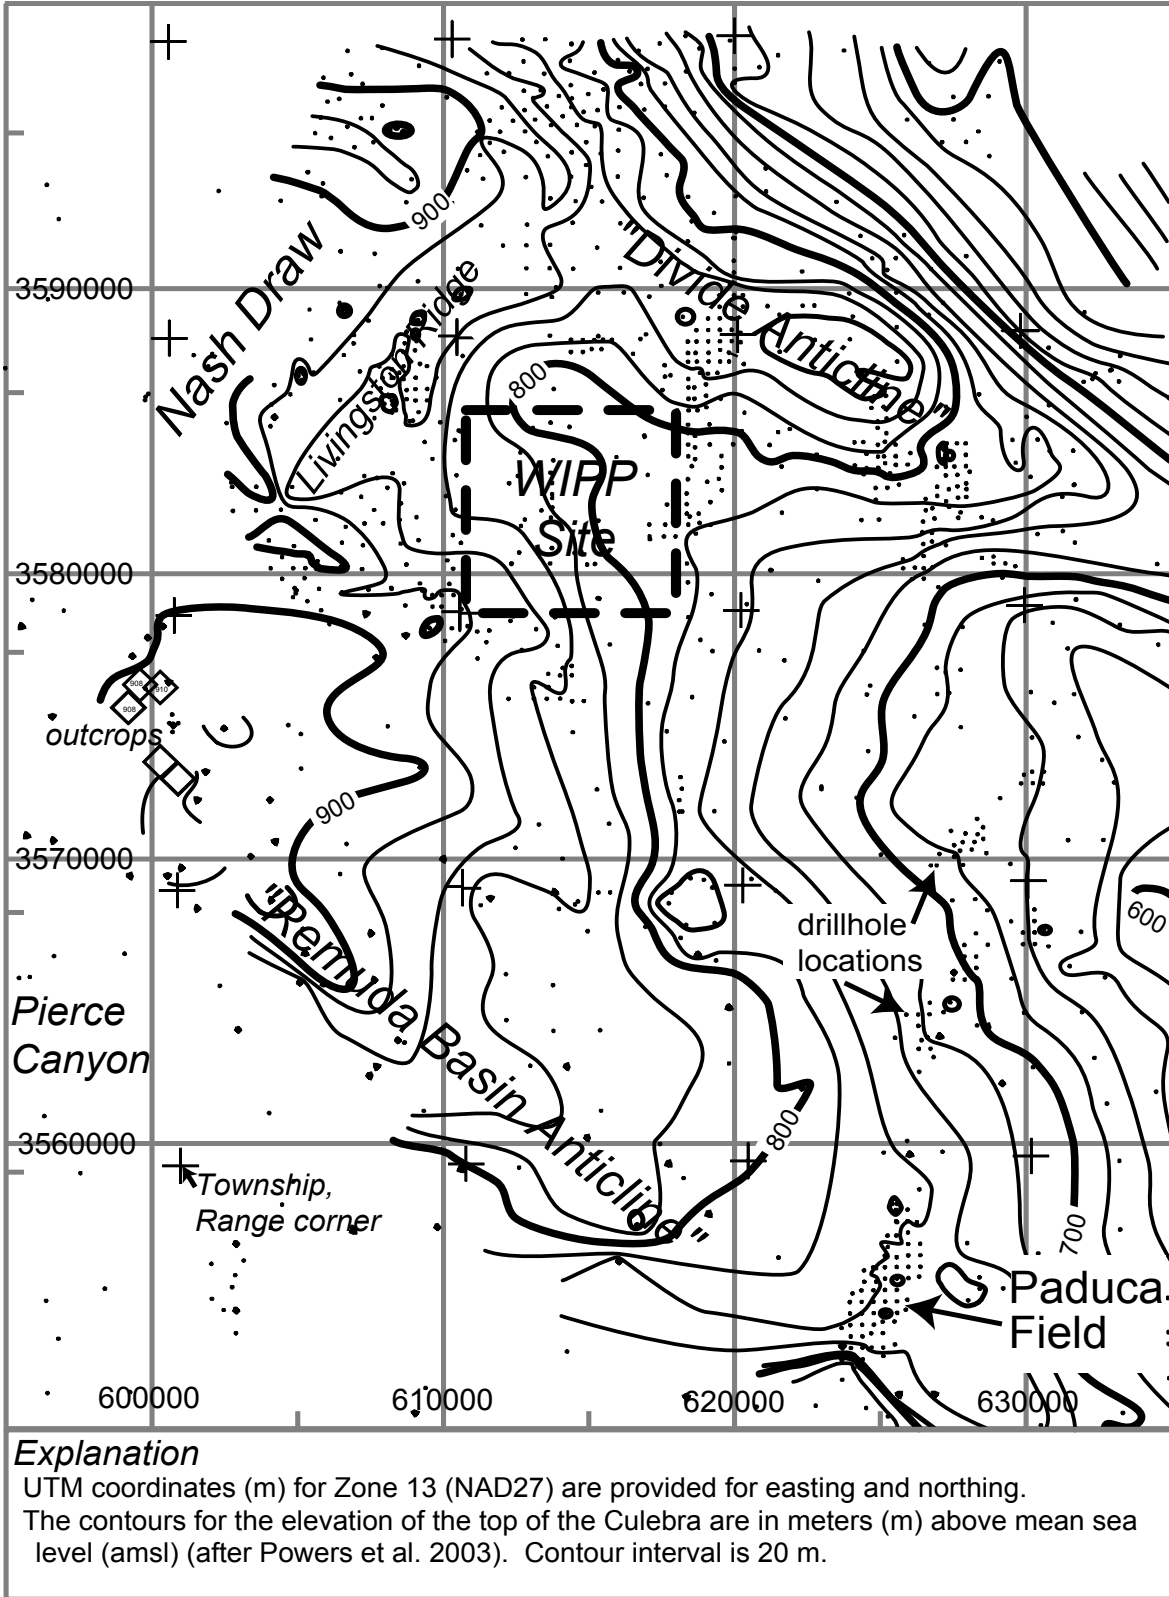 900
3590000
"Divide Anticline"
Nash Draw
Livingston Ridge
800
WIPP
Site
3580000
908
910
908
outcrops
900
3570000
"Remuda Basin Anticline"
drillhole
locations
600
Pierce
Canyon
3560000
800
Township,
Range corner
700
Paduca
Field
600000
610000
620000
630000
Explanation
UTM coordinates (m) for Zone 13 (NAD27) are provided for easting and northing.
The contours for the elevation of the top of the Culebra are in meters (m) above mean sea
level (amsl) (after Powers et al. 2003).  Contour interval is 20 m.